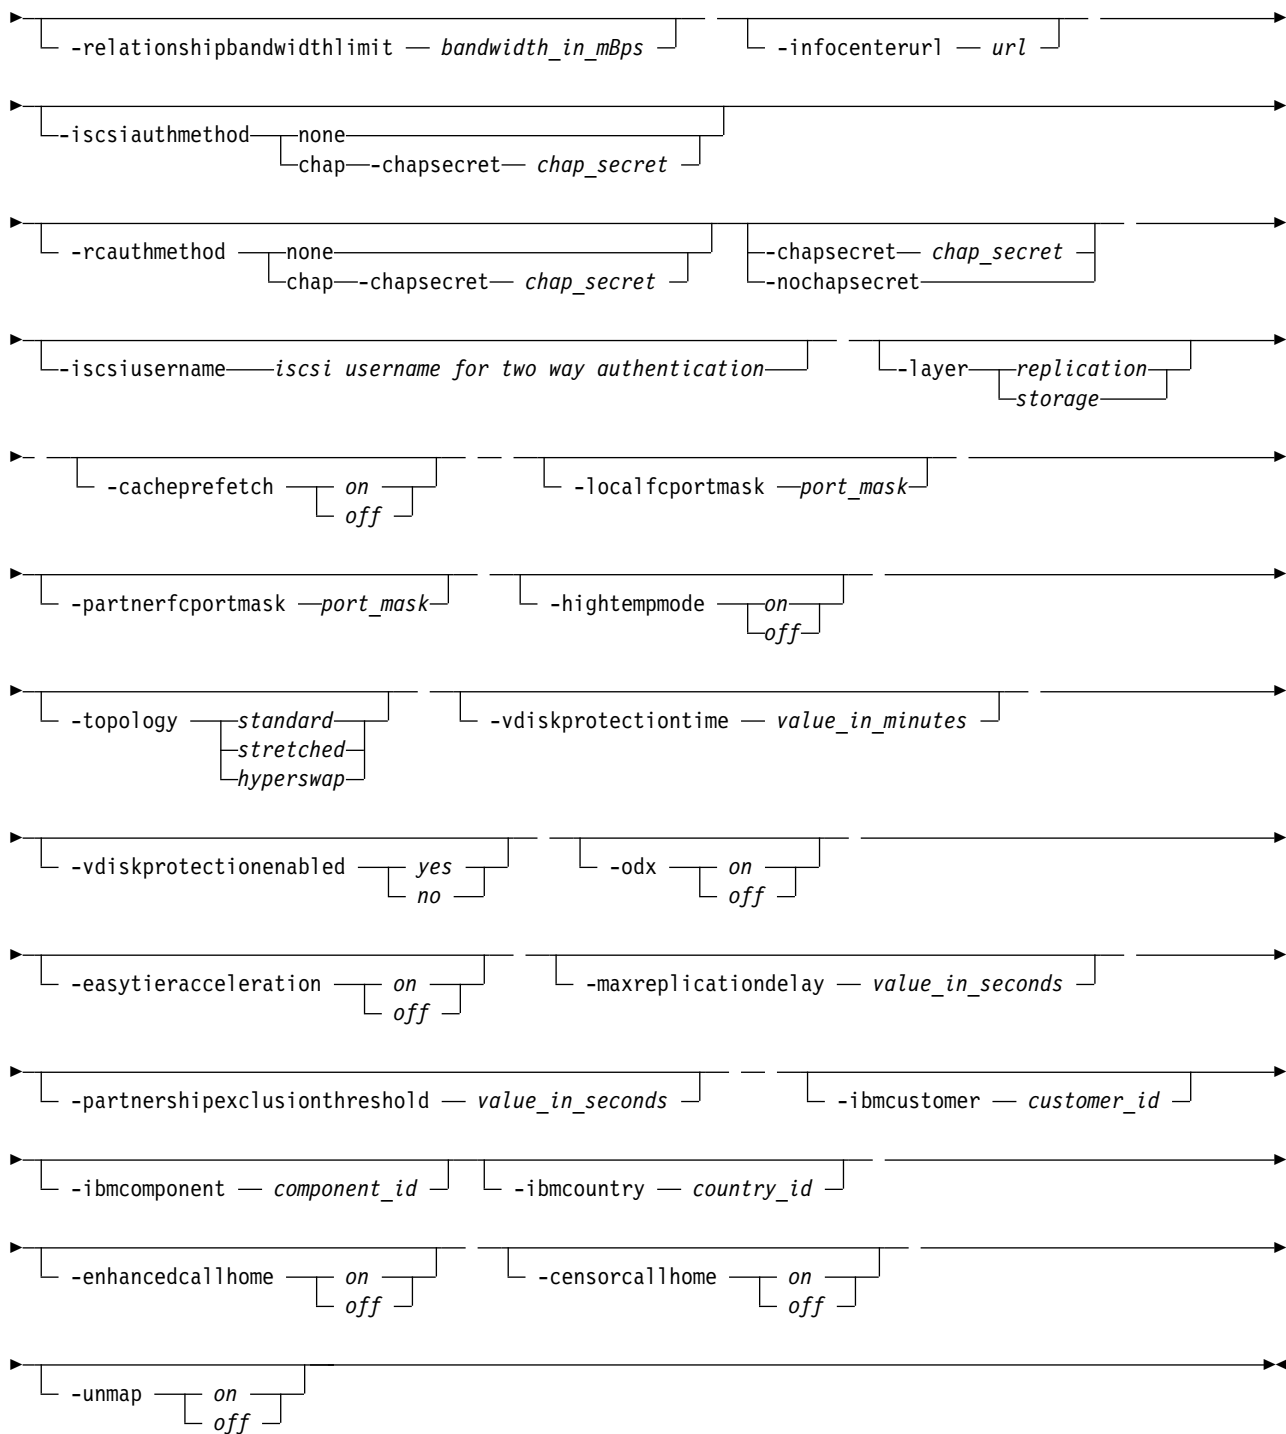 -relationshipbandwidthlimit — bandwidth_in_mBps -infocenterurl — url
-iscsiauthmethod none
chap -chapsecret — chap_secret
-rcauthmethod none -chapsecret — chap_secret
chap -chapsecret — chap_secret -nochapsecret
-iscsiusername iscsi username for two way authentication -layer replication
storage
-cacheprefetch on -localfcportmask port_mask
off
-partnerfcportmask port_mask -hightempmode on
off
-topology standard -vdiskprotectiontime — value_in_minutes
stretched
hyperswap
-vdiskprotectionenabled yes -odx on
no off
-easytieracceleration on -maxreplicationdelay — value_in_seconds
off
-partnershipexclusionthreshold — value_in_seconds -ibmcustomer — customer_id
-ibmcomponent — component_id -ibmcountry — country_id
-enhancedcallhome on -censorcallhome on
off off
-unmap on
off